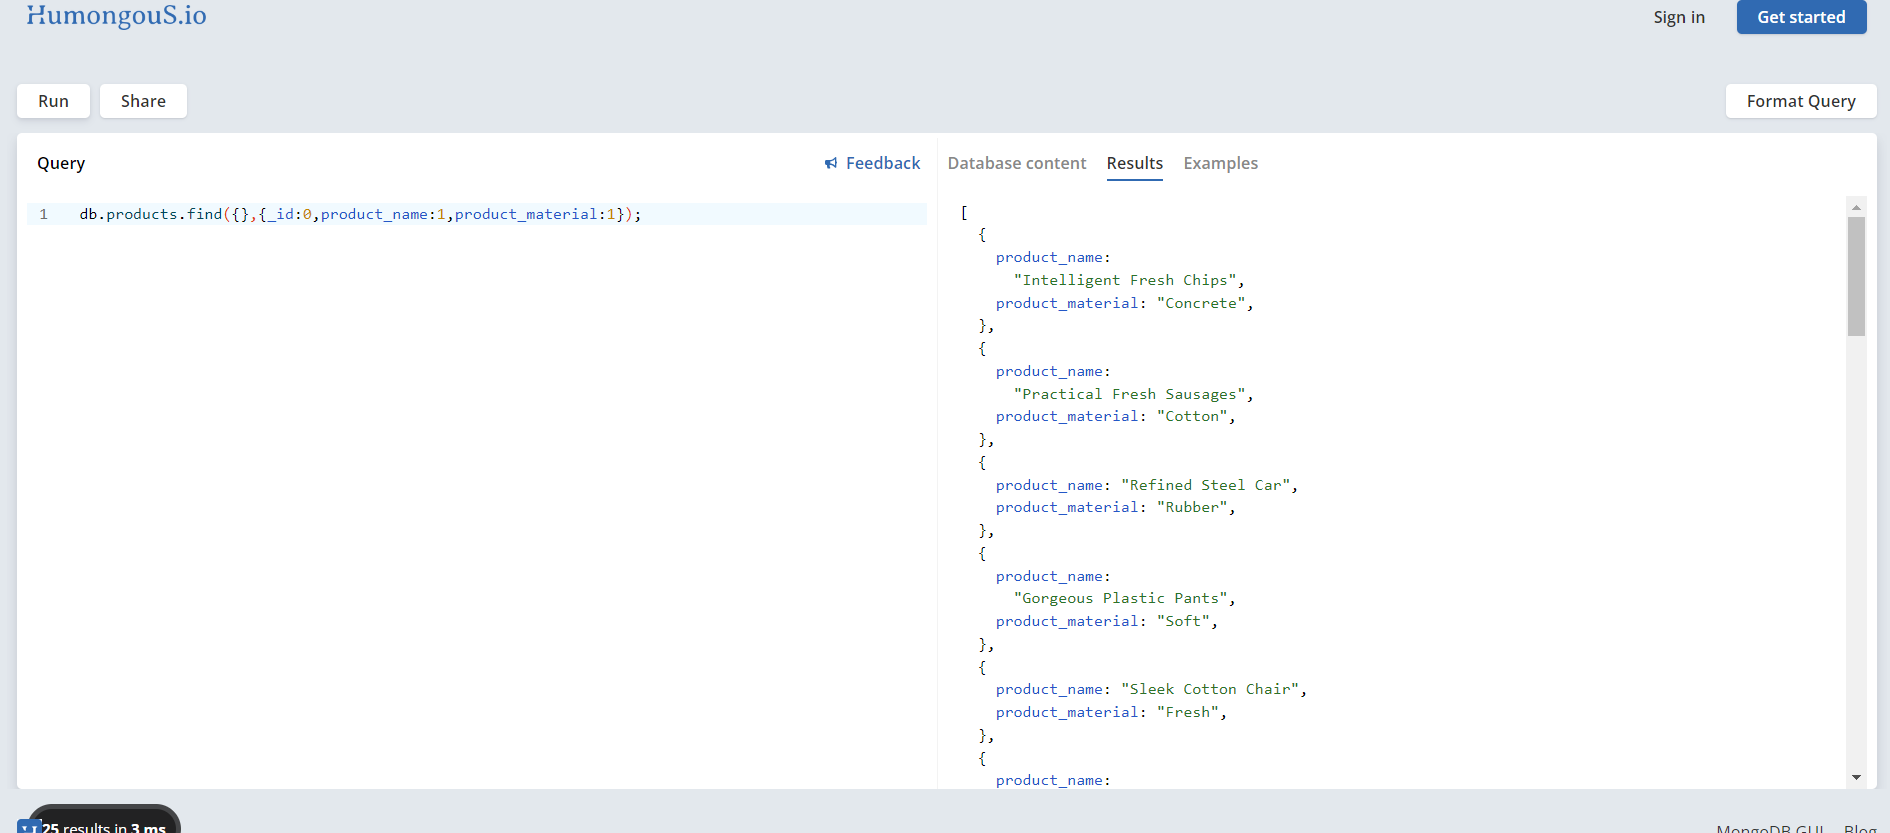 HumongouS.io
Sign in
Get started
Run
Share
Format Query
Query
Feedback
Database content
Results
Examples
1 db.products.find({},{_id:0,product_name:1,product_material:1});
[
{
product_name:
"Intelligent Fresh Chips",
product_material: "Concrete",
},
{
product_name:
"Practical Fresh Sausages",
product_material: "Cotton",
},
{
product_name: "Refined Steel Car",
product_material: "Rubber",
},
{
product_name:
"Gorgeous Plastic Pants",
product_material: "Soft",
},
{
product_name: "Sleek Cotton Chair",
product_material: "Fresh",
},
{
product_name:
25 results in 3 ms
MongoDB GUI
Blog